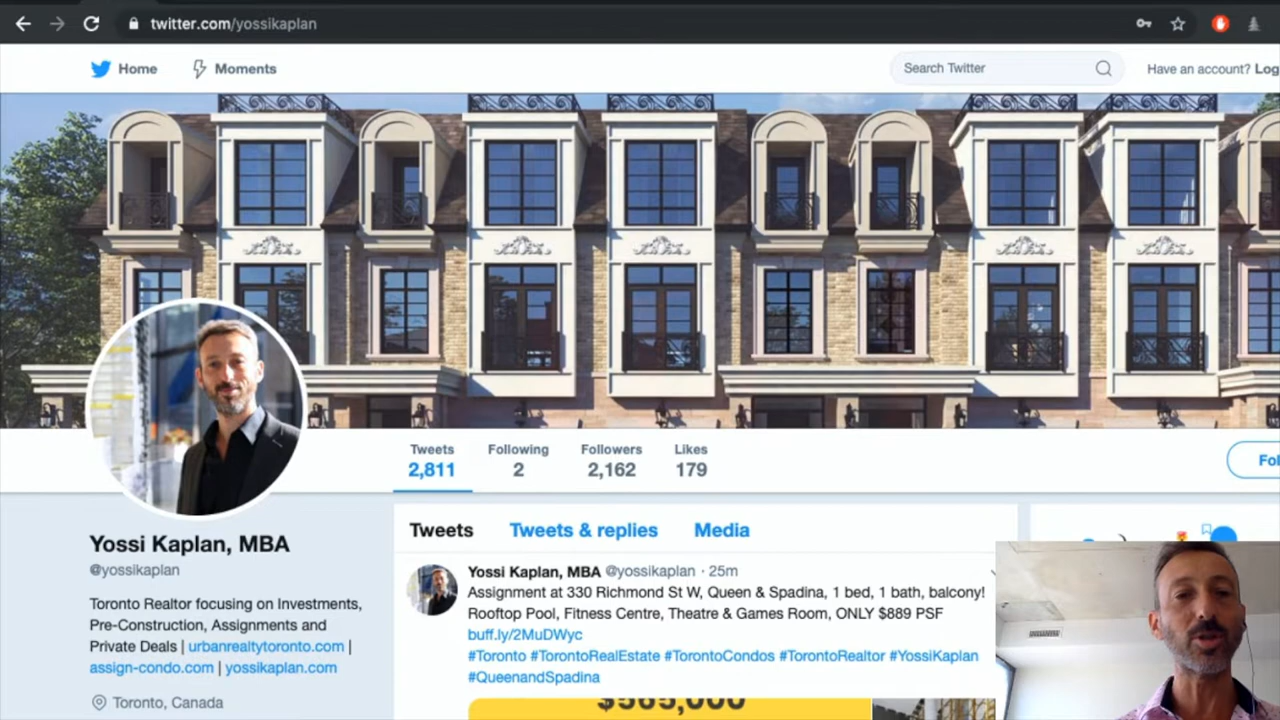 twitter.com/yossikaplan
Home
Moments
Search Twitter
Have an account? Log
Tweets
Following
Followers
Likes
2,811
2
2,162
179
Fol
Tweets
Tweets & replies
Media
Yossi Kaplan, MBA
@yossikaplan
Toronto Realtor focusing on Investments,
Pre-Construction, Assignments and
Private Deals | urbanrealtytoronto.com |
assign-condo.com | yossikaplan.com
Toronto, Canada
Yossi Kaplan, MBA @yossikaplan · 25m
Assignment at 330 Richmond St W, Queen & Spadina, 1 bed, 1 bath, balcony!
Rooftop Pool, Fitness Centre, Theatre & Games Room, ONLY $889 PSF
buff.ly/2MuDWyc
#Toronto #TorontoRealEstate #TorontoCondos #TorontoRealtor #YossiKaplan
#QueenandSpadina
$565,000